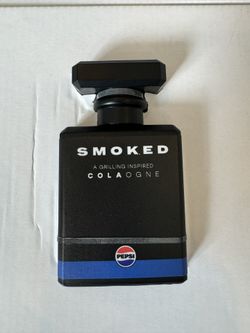 SMOKED
A GRILLING INSPIRED
COLAOGNE
PEPSI